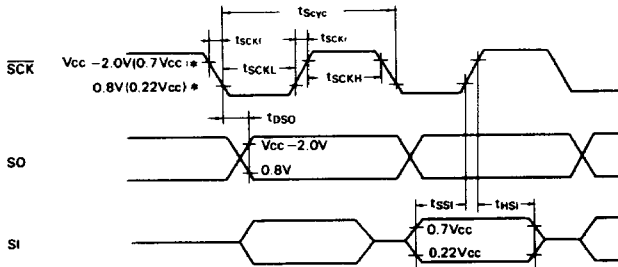 tScyc
tSCKf tSCKr
SCK
Vcc -2.0V(0.7Vcc)*
tSCKL
tSCKH
0.8V(0.22Vcc)*
tDSO
SO
Vcc -2.0V
0.8V
tSSI tHSI
SI
0.7Vcc
0.22Vcc